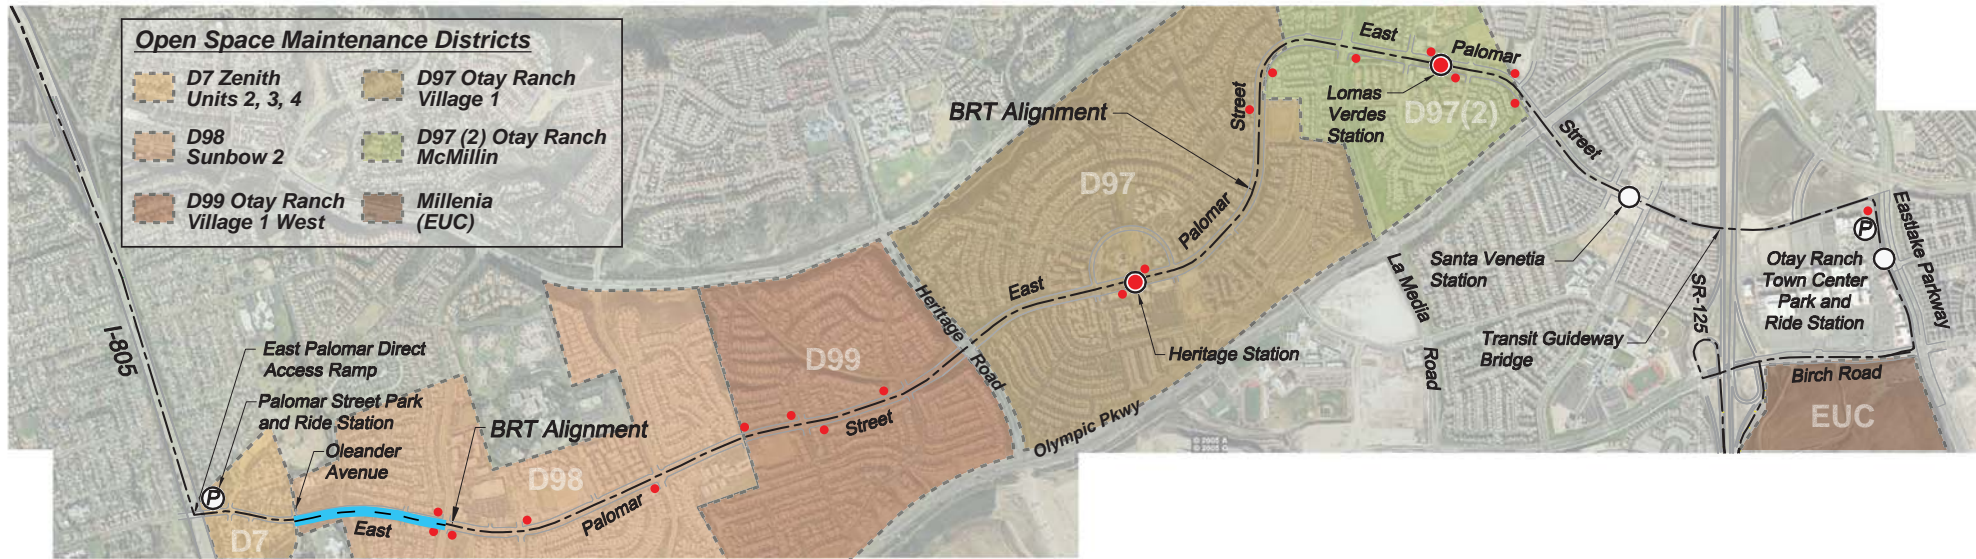 Open Space Maintenance Districts
D7 Zenith
Units 2, 3, 4
D97 Otay Ranch
Village 1
D98
Sunbow 2
D97 (2) Otay Ranch
McMillin
D99 Otay Ranch
Village 1 West
Millenia
(EUC)
I-805
East Palomar Direct
Access Ramp
Palomar Street Park
and Ride Station
Oleander
Avenue
BRT Alignment
P
D7
East
D98
Palomar
D99
Street
Heritage Road
East
Palomar
Street
D97
BRT Alignment
Heritage Station
Olympic Pkwy
East
Palomar
Street
Lomas
Verdes
Station
D97(2)
La Media
Road
Santa Venetia
Station
Transit Guideway
Bridge
SR-125
P
Otay Ranch
Town Center
Park and
Ride Station
Eastlake Parkway
Birch Road
EUC